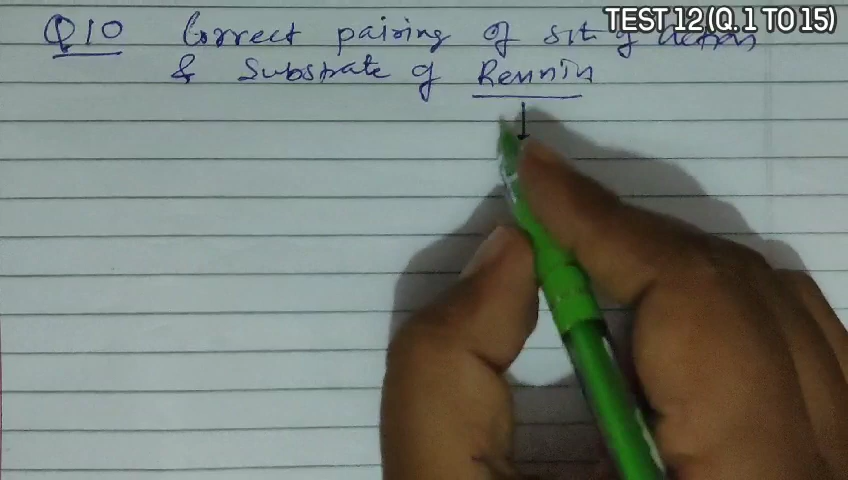 TEST 12 (Q. 1 TO 15)
Q10 Correct pairing of site of action
& Substrate of Rennin